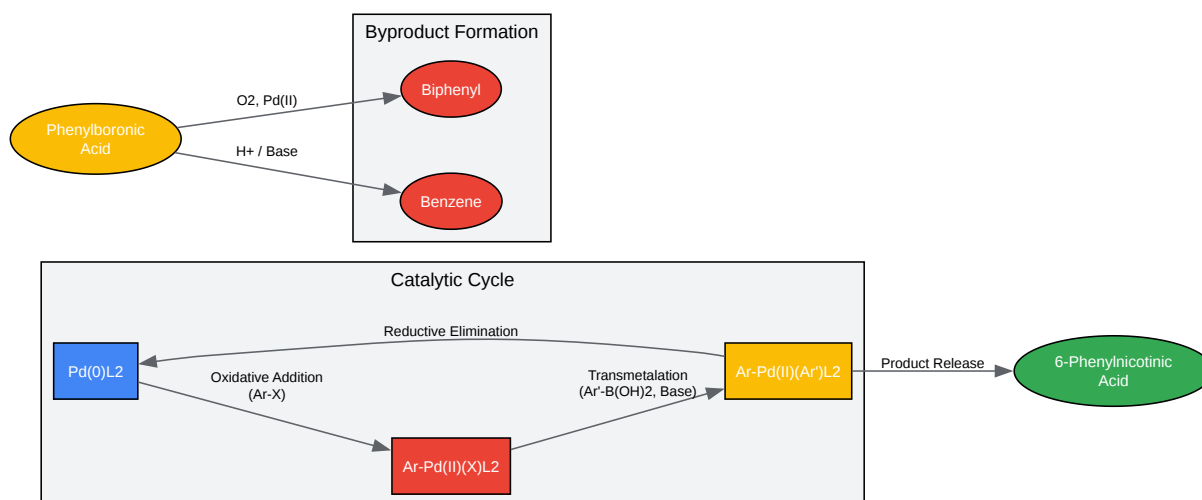 Byproduct Formation
Biphenyl
O2, Pd(II)
Phenylboronic
Acid
H+ / Base
Benzene
Catalytic Cycle
Reductive Elimination
Pd(0)L2
Oxidative Addition
(Ar-X)
Transmetalation
(Ar'-B(OH)2, Base)
Ar-Pd(II)(Ar')L2
Product Release
6-Phenylnicotinic
Acid
Ar-Pd(II)(X)L2